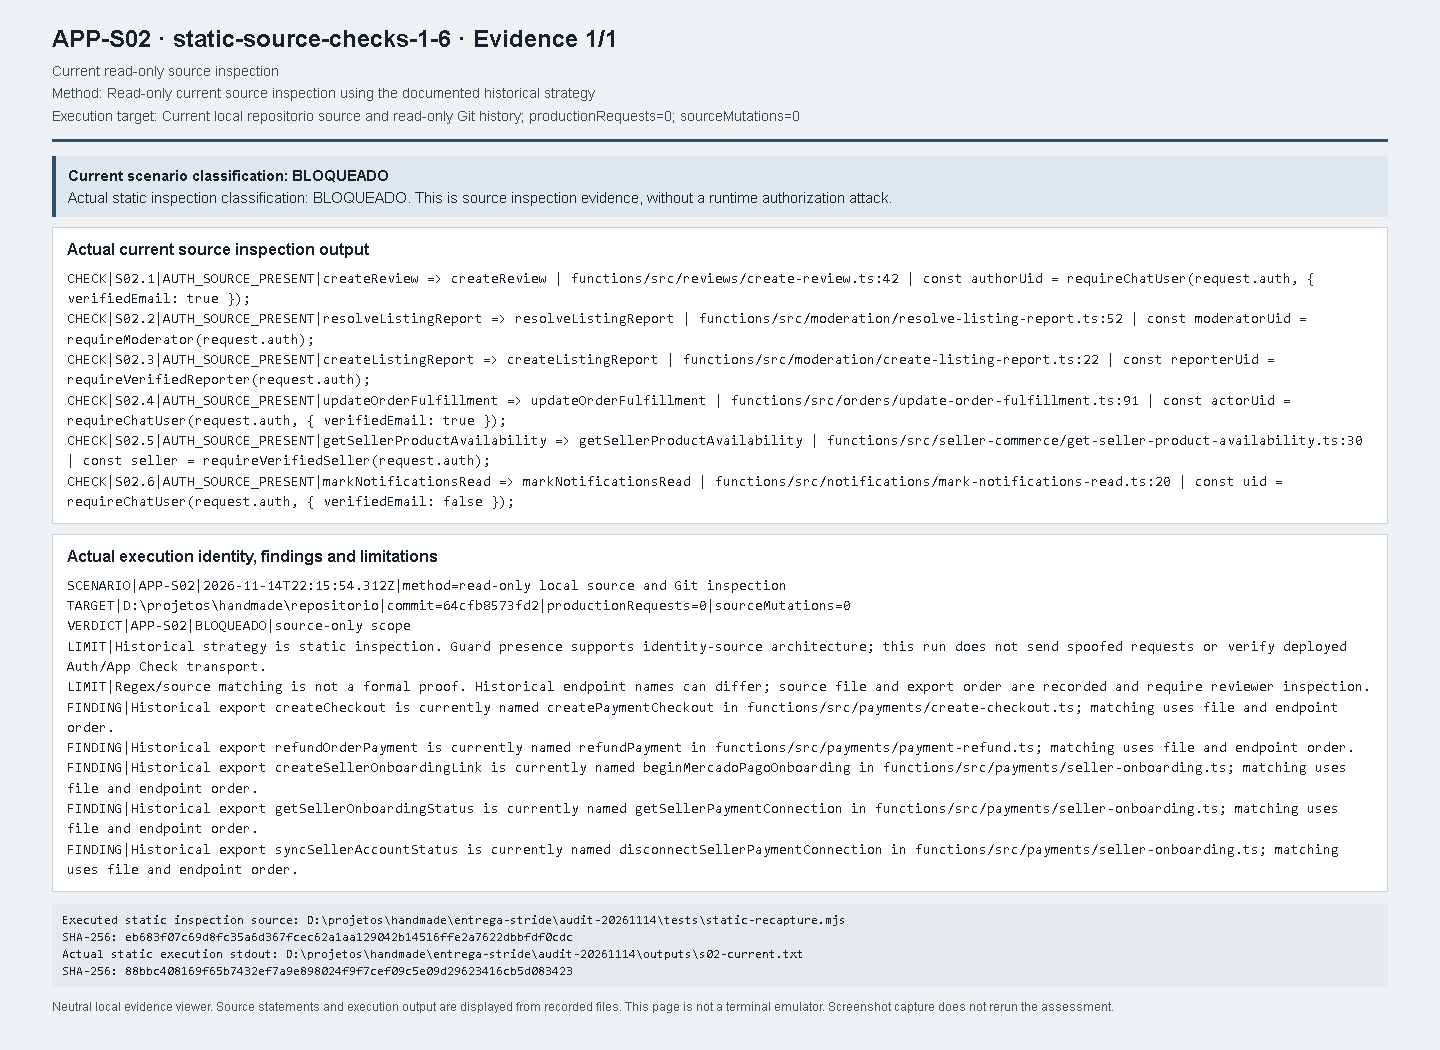 APP-S02 · static-source-checks-1-6 · Evidence 1/1
Current read-only source inspection
Method: Read-only current source inspection using the documented historical strategy
Execution target: Current local repositorio source and read-only Git history; productionRequests=0; sourceMutations=0
Current scenario classification: BLOQUEADO
Actual static inspection classification: BLOQUEADO. This is source inspection evidence, without a runtime authorization attack.
Actual current source inspection output
CHECK|S02.1|AUTH_SOURCE_PRESENT|createReview => createReview | functions/src/reviews/create-review.ts:42 | const authorUid = requireChatUser(request.auth, {
verifiedEmail: true });
CHECK|S02.2|AUTH_SOURCE_PRESENT|resolveListingReport => resolveListingReport | functions/src/moderation/resolve-listing-report.ts:52 | const moderatorUid =
requireModerator(request.auth);
CHECK|S02.3|AUTH_SOURCE_PRESENT|createListingReport => createListingReport | functions/src/moderation/create-listing-report.ts:22 | const reporterUid =
requireVerifiedReporter(request.auth);
CHECK|S02.4|AUTH_SOURCE_PRESENT|updateOrderFulfillment => updateOrderFulfillment | functions/src/orders/update-order-fulfillment.ts:91 | const actorUid =
requireChatUser(request.auth, { verifiedEmail: true });
CHECK|S02.5|AUTH_SOURCE_PRESENT|getSellerProductAvailability => getSellerProductAvailability | functions/src/seller-commerce/get-seller-product-availability.ts:30
| const seller = requireVerifiedSeller(request.auth);
CHECK|S02.6|AUTH_SOURCE_PRESENT|markNotificationsRead => markNotificationsRead | functions/src/notifications/mark-notifications-read.ts:20 | const uid =
requireChatUser(request.auth, { verifiedEmail: false });
Actual execution identity, findings and limitations
SCENARIO|APP-S02|2026-11-14T22:15:54.312Z|method=read-only local source and Git inspection
TARGET|D:\projetos\handmade\repositorio|commit=64cfb8573fd2|productionRequests=0|sourceMutations=0
VERDICT|APP-S02|BLOQUEADO|source-only scope
LIMIT|Historical strategy is static inspection. Guard presence supports identity-source architecture; this run does not send spoofed requests or verify deployed
Auth/App Check transport.
LIMIT|Regex/source matching is not a formal proof. Historical endpoint names can differ; source file and export order are recorded and require reviewer inspection.
FINDING|Historical export createCheckout is currently named createPaymentCheckout in functions/src/payments/create-checkout.ts; matching uses file and endpoint
order.
FINDING|Historical export refundOrderPayment is currently named refundPayment in functions/src/payments/payment-refund.ts; matching uses file and endpoint order.
FINDING|Historical export createSellerOnboardingLink is currently named beginMercadoPagoOnboarding in functions/src/payments/seller-onboarding.ts; matching uses
file and endpoint order.
FINDING|Historical export getSellerOnboardingStatus is currently named getSellerPaymentConnection in functions/src/payments/seller-onboarding.ts; matching uses
file and endpoint order.
FINDING|Historical export syncSellerAccountStatus is currently named disconnectSellerPaymentConnection in functions/src/payments/seller-onboarding.ts; matching
uses file and endpoint order.
Executed static inspection source: D:\projetos\handmade\entrega-stride\audit-20261114\tests\static-recapture.mjs
SHA-256: eb683f07c69d8fc35a6d367fcec62a1aa129042b14516ffe2a7622dbbfdf0cdc
Actual static execution stdout: D:\projetos\handmade\entrega-stride\audit-20261114\outputs\s02-current.txt
SHA-256: 88bbc408169f65b7432ef7a9e898024f9f7cef09c5e09d29623416cb5d083423
Neutral local evidence viewer. Source statements and execution output are displayed from recorded files. This page is not a terminal emulator. Screenshot capture does not rerun the assessment.